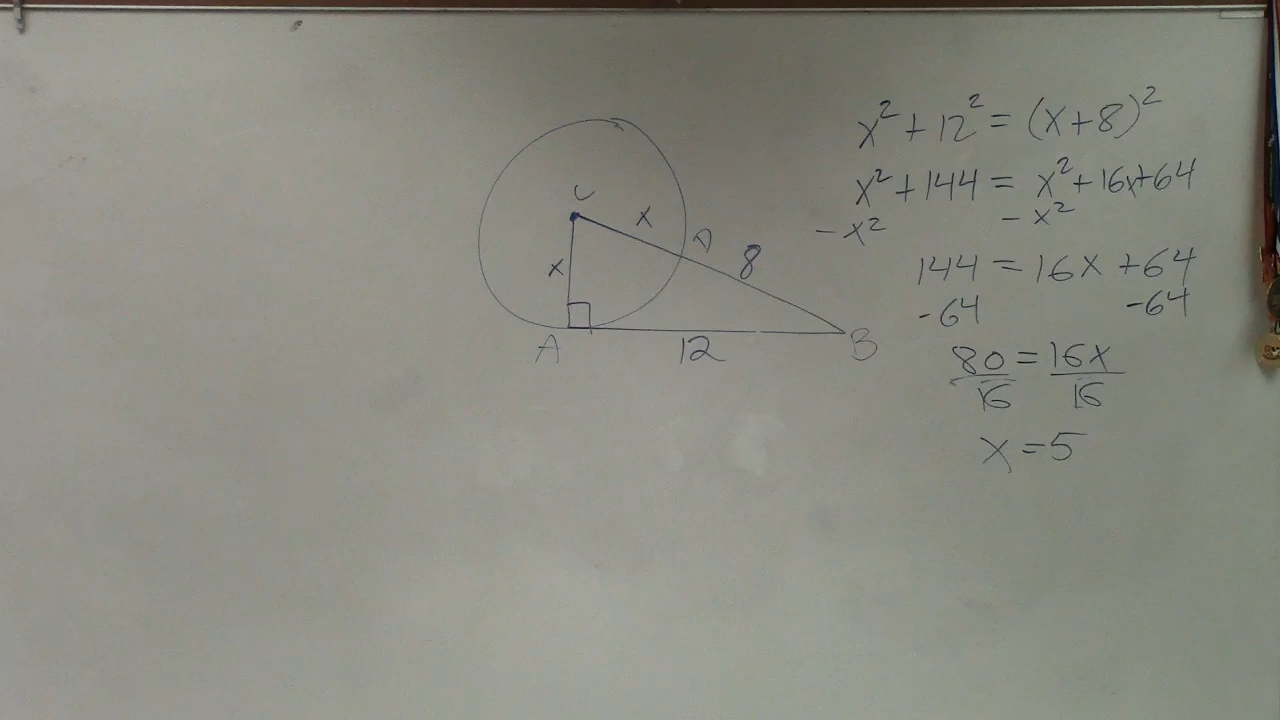 C
x
x
D
8
A
12
B
x² + 12² = (x+8)²
x² + 144 = x² + 16x + 64
-x² -x²
144 = 16x + 64
-64 -64
80 = 16x
16 16
x = 5